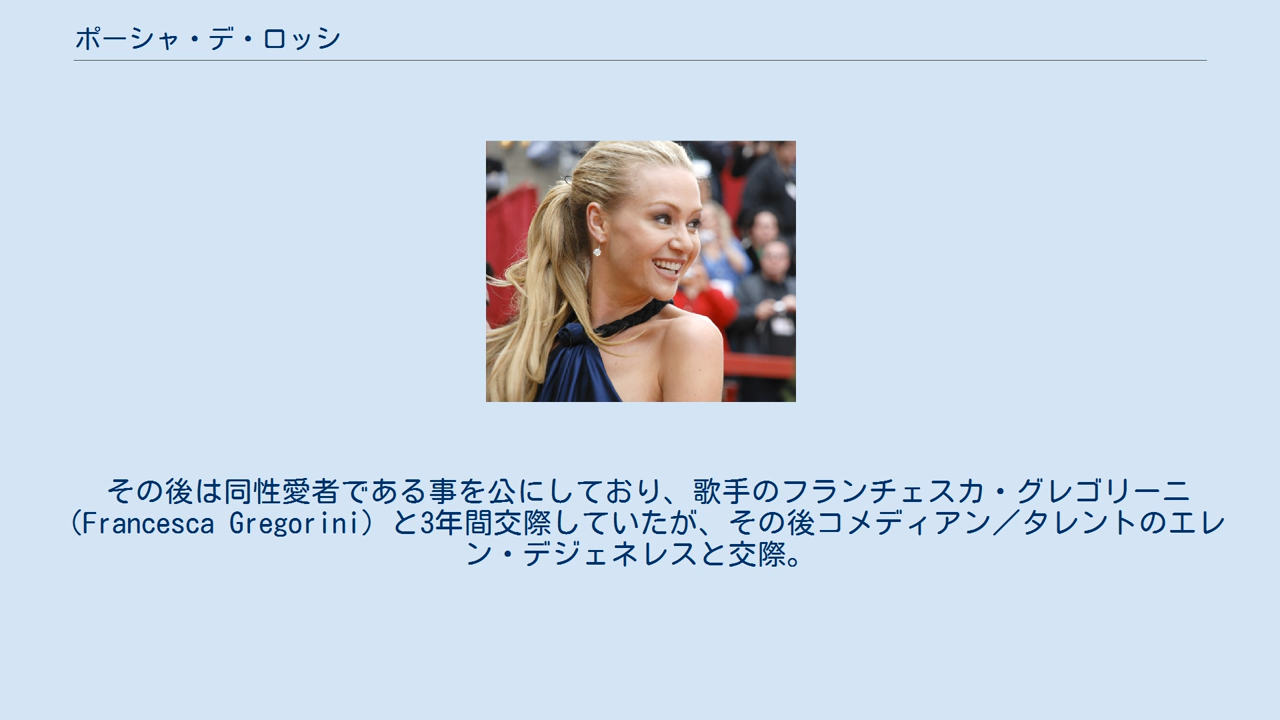 ポーシャ・デ・ロッシ
その後は同性愛者である事を公にしており、歌手のフランチェスカ・グレゴリーニ
(Francesca Gregorini) と3年間交際していたが、その後コメディアン／タレントのエレ
ン・デジェネレスと交際。